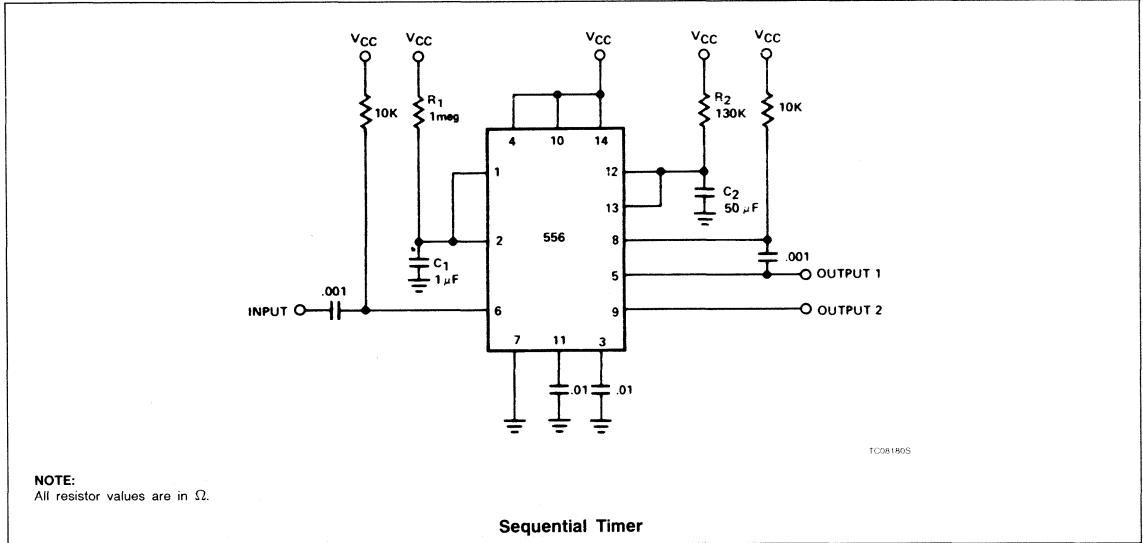 VCC VCC VCC VCC VCC
10K
R1
1meg
R2
130K
10K
4 10 14
1
12
C2
50 μF
13
2
556
8
C1
1 μF
.001
5
OUTPUT 1
.001
INPUT
6
9
OUTPUT 2
7 11 3
.01 .01
TC08180S
NOTE:
All resistor values are in Ω.
Sequential Timer